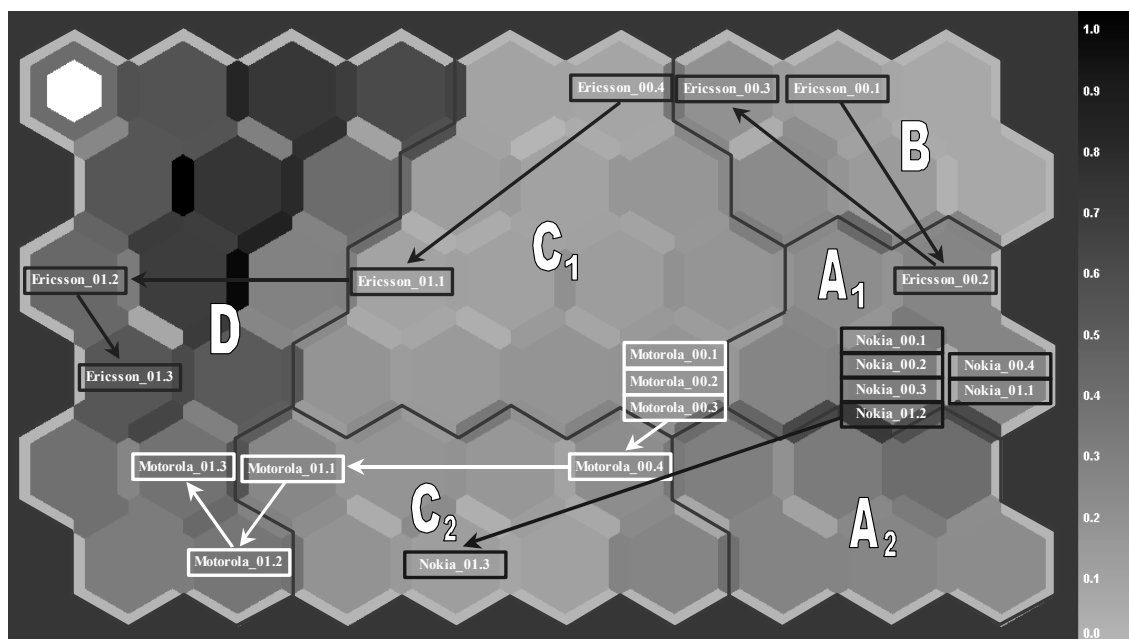 1.0
Ericsson_00.4 Ericsson_00.3 Ericsson_00.1
0.9
B
0.8
0.7
C1
Ericsson_01.2 Ericsson_01.1 A1 Ericsson_00.2
0.6
D
0.5
Nokia_00.1
Motorola_00.1
Nokia_00.2 Nokia_00.4
Ericsson_01.3 Motorola_00.2
Nokia_00.3 Nokia_01.1
0.4
Motorola_00.3 Nokia_01.2
0.3
Motorola_01.3 Motorola_01.1 Motorola_00.4
C2
0.2
A2
Motorola_01.2 Nokia_01.3
0.1
0.0